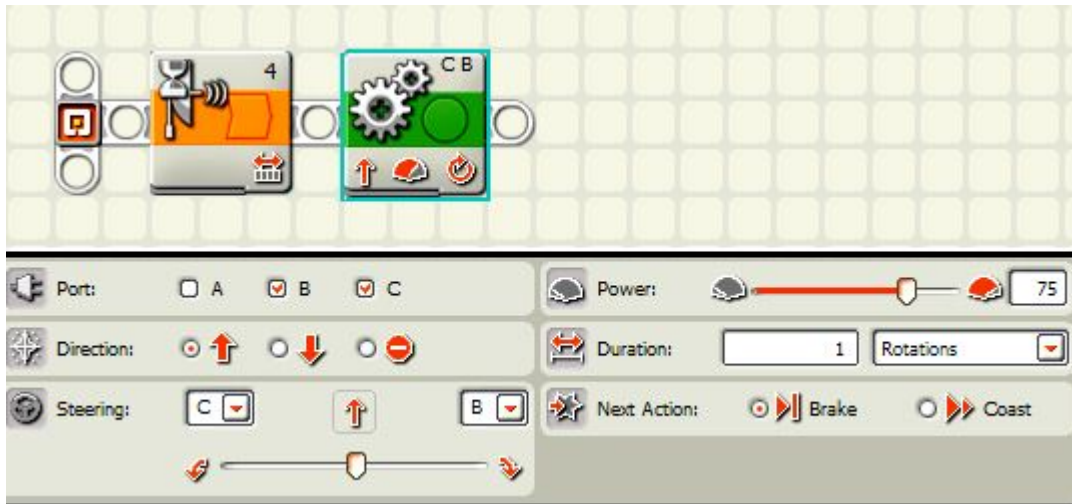 4
C B
Port: A B C
Power: 75
Direction:
Duration: 1 Rotations
Steering: C B
Next Action: Brake Coast